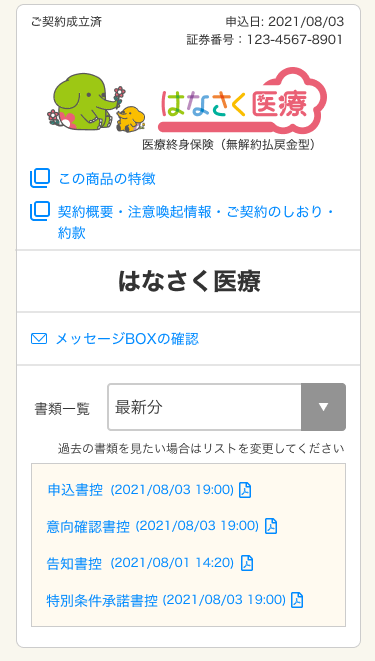 ご契約成立済
申込日: 2021/08/03
証券番号：123-4567-8901
はなさく医療
医療終身保険（無解約払戻金型）
この商品の特徴
契約概要・注意喚起情報・ご契約のしおり・
約款
はなさく医療
メッセージBOXの確認
書類一覧 最新分
過去の書類を見たい場合はリストを変更してください
申込書控 (2021/08/03 19:00)
意向確認書控 (2021/08/03 19:00)
告知書控 (2021/08/01 14:20)
特別条件承諾書控 (2021/08/03 19:00)